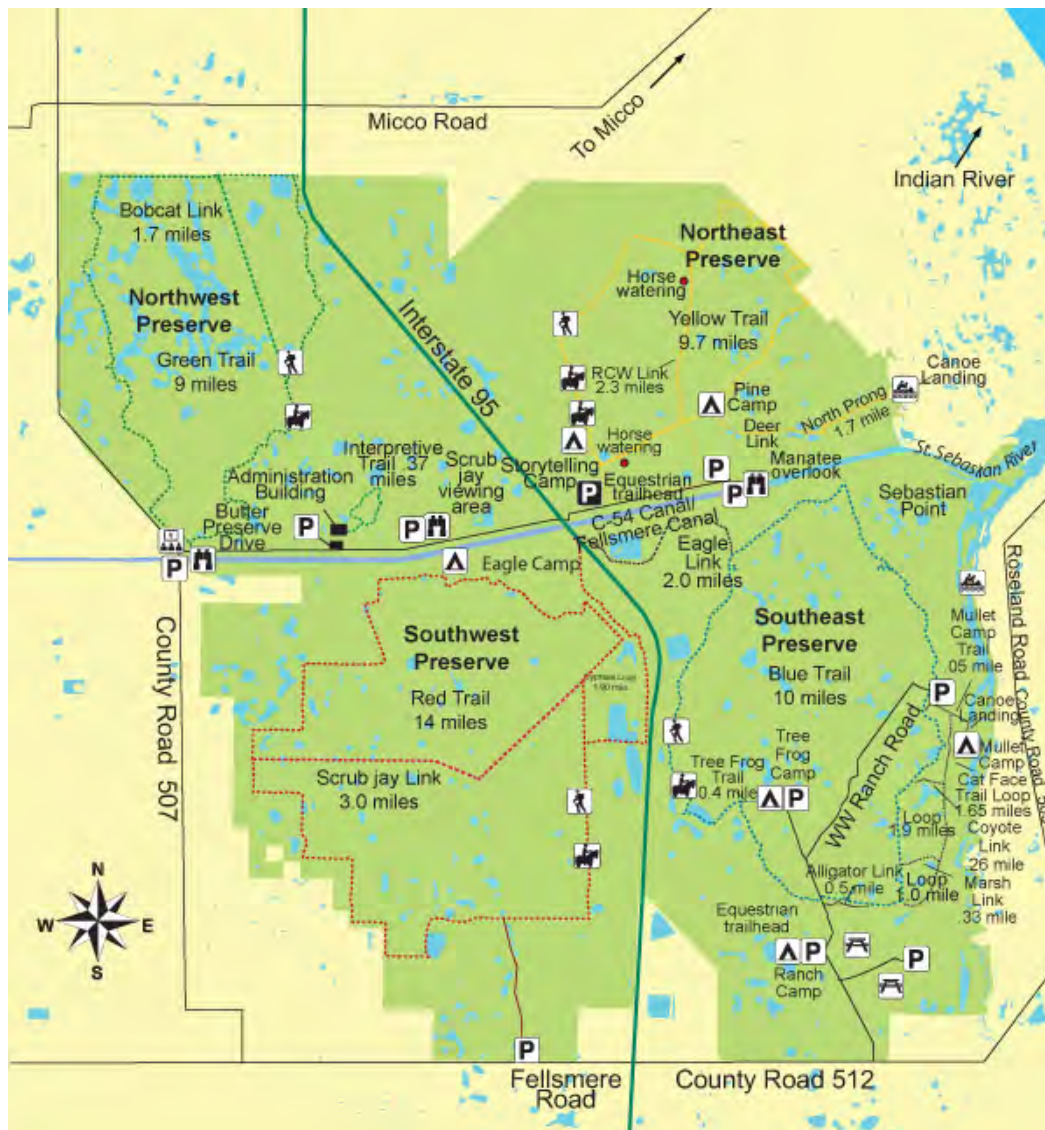 Micco Road
To Micco
Indian River
Bobcat Link
1.7 miles
Northwest
Preserve
Green Trail
9 miles
Interstate 95
Northeast
Preserve
Horse
watering
Yellow Trail
9.7 miles
RCW Link
2.3 miles
Pine
Camp
Deer
Link
North Prong
1.7 mile
Canoe
Landing
St. Sebastian River
Manatee
overlook
Sebastian
Point
Interpretive
Trail 37
miles
Administration
Building
Butter
Preserve
Drive
Scrub
jay
viewing
area
Storytelling
Camp
Horse
watering
Equestrian
trailhead
C-54 Canal/
Fellsmere Canal
P
P
P
P
P
P
Eagle Camp
Eagle
Link
2.0 miles
Southwest
Preserve
Red Trail
14 miles
1.90 miles
Scrub jay Link
3.0 miles
County Road 507
Southeast
Preserve
Blue Trail
10 miles
Tree
Frog
Camp
Tree Frog
Trail
0.4 mile
P
WW Ranch Road
P
Roseland Road County Road
Mullet
Camp
Trail
05 mile
Canoe
Landing
Mullet
Camp
Cat Face
Trail Loop
1.65 miles
Coyote
Link
.26 mile
Marsh
Link
.33 mile
Loop
1.9 miles
Alligator Link
0.5 mile
Loop
1.0 mile
Equestrian
trailhead
Ranch
Camp
P
P
P
N
W
E
S
Fellsmere
Road
County Road 512